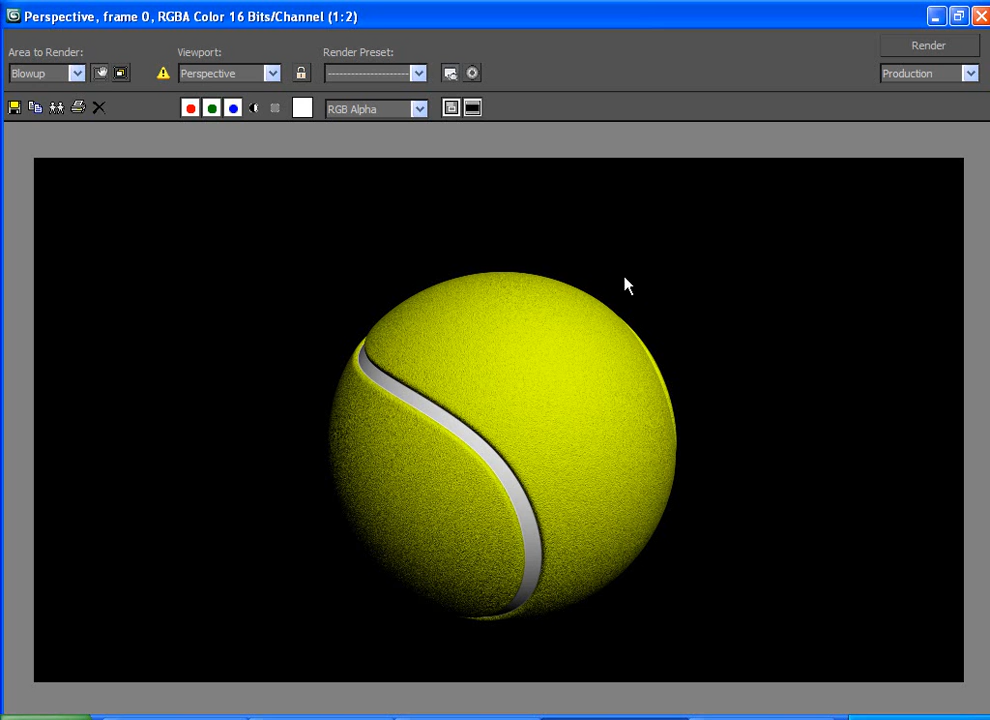 Perspective, frame 0, RGBA Color 16 Bits/Channel (1:2)
Area to Render:
Viewport:
Render Preset:
Render
Blowup
Perspective
Production
RGB Alpha